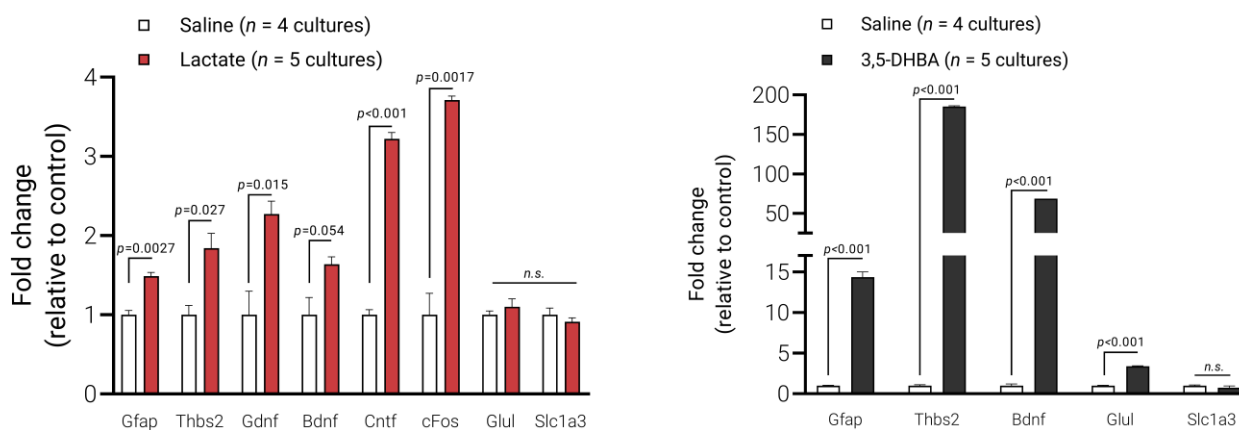 Saline (n = 4 cultures)
Lactate (n = 5 cultures)
Fold change
(relative to control)
4
3
2
1
0
p=0.0027
p=0.027
p=0.015
p=0.054
p<0.001
p=0.0017
n.s.
Gfap Thbs2 Gdnf Bdnf Cntf cFos Glul Slc1a3
Saline (n = 4 cultures)
3,5-DHBA (n = 5 cultures)
Fold change
(relative to control)
200
150
100
50
15
10
5
0
p<0.001
p<0.001
p<0.001
p<0.001
n.s.
Gfap Thbs2 Bdnf Glul Slc1a3